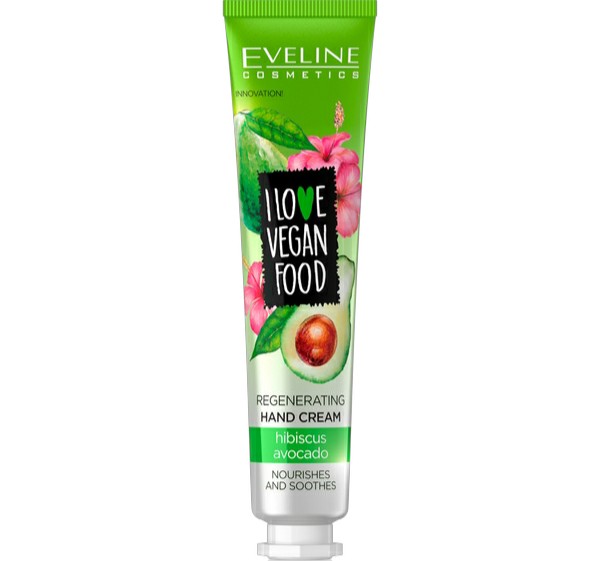 EVELINE
COSMETICS
INNOVATION!
I LOVE
VEGAN
FOOD
REGENERATING
HAND CREAM
hibiscus
avocado
NOURISHES
AND SOOTHES